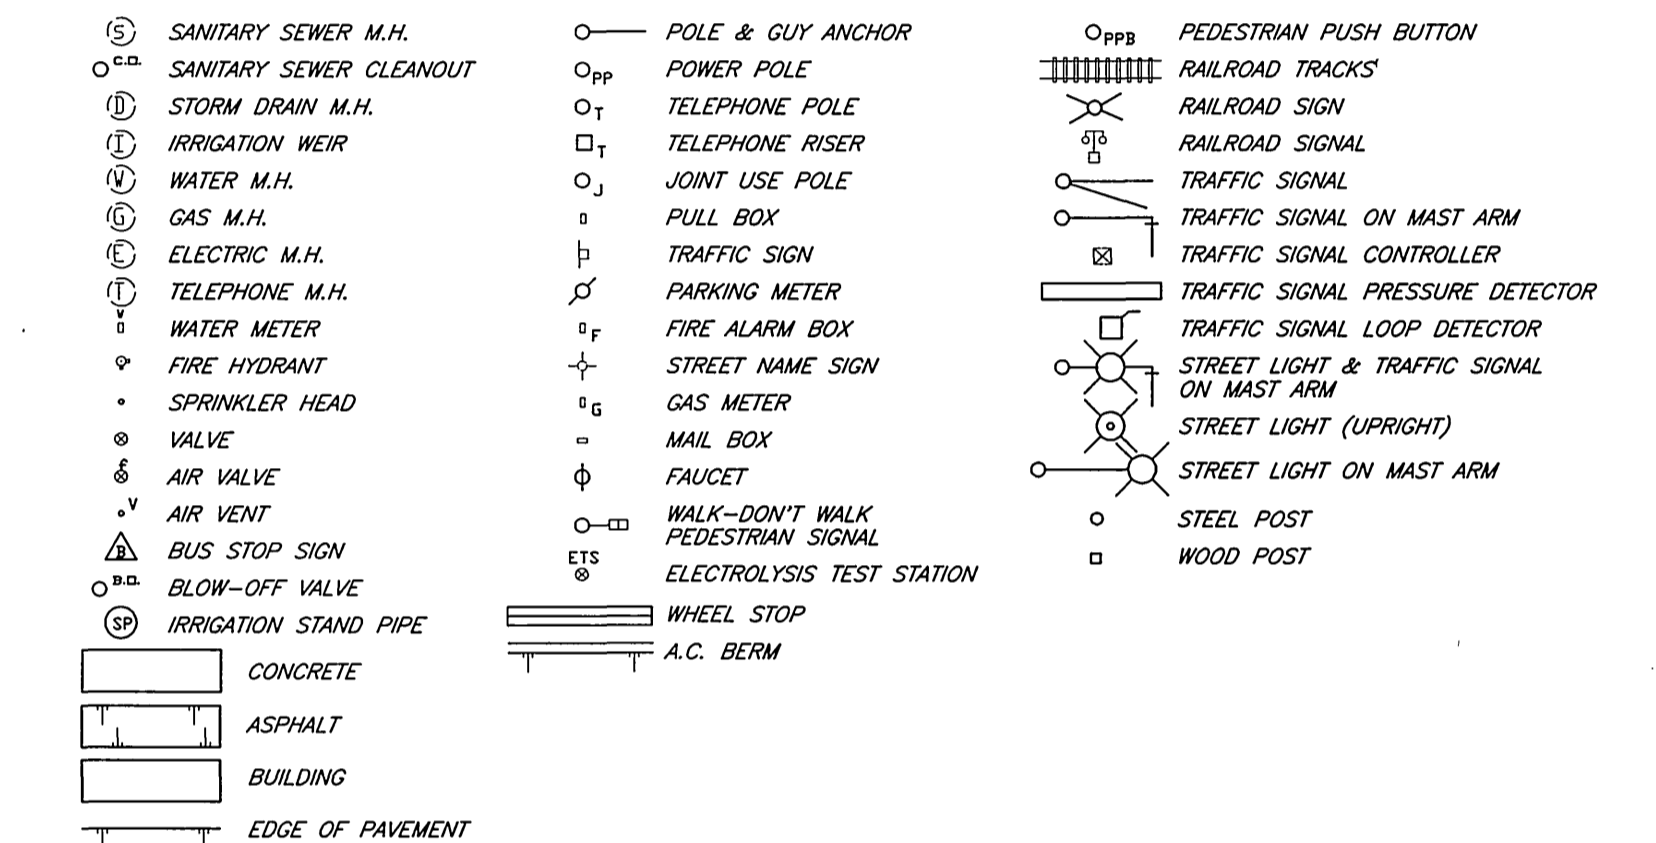 S SANITARY SEWER M.H.
C.O. SANITARY SEWER CLEANOUT
D STORM DRAIN M.H.
I IRRIGATION WEIR
W WATER M.H.
G GAS M.H.
E ELECTRIC M.H.
T TELEPHONE M.H.
V WATER METER
FIRE HYDRANT
SPRINKLER HEAD
VALVE
AIR VALVE
V AIR VENT
B BUS STOP SIGN
B.O. BLOW-OFF VALVE
SP IRRIGATION STAND PIPE
CONCRETE
ASPHALT
BUILDING
EDGE OF PAVEMENT
POLE & GUY ANCHOR
PP POWER POLE
T TELEPHONE POLE
T TELEPHONE RISER
J JOINT USE POLE
PULL BOX
TRAFFIC SIGN
PARKING METER
F FIRE ALARM BOX
STREET NAME SIGN
G GAS METER
MAIL BOX
FAUCET
WALK-DON'T WALK
PEDESTRIAN SIGNAL
ETS
ELECTROLYSIS TEST STATION
WHEEL STOP
A.C. BERM
PPB PEDESTRIAN PUSH BUTTON
RAILROAD TRACKS
RAILROAD SIGN
RAILROAD SIGNAL
TRAFFIC SIGNAL
TRAFFIC SIGNAL ON MAST ARM
TRAFFIC SIGNAL CONTROLLER
TRAFFIC SIGNAL PRESSURE DETECTOR
TRAFFIC SIGNAL LOOP DETECTOR
STREET LIGHT & TRAFFIC SIGNAL
ON MAST ARM
STREET LIGHT (UPRIGHT)
STREET LIGHT ON MAST ARM
STEEL POST
WOOD POST